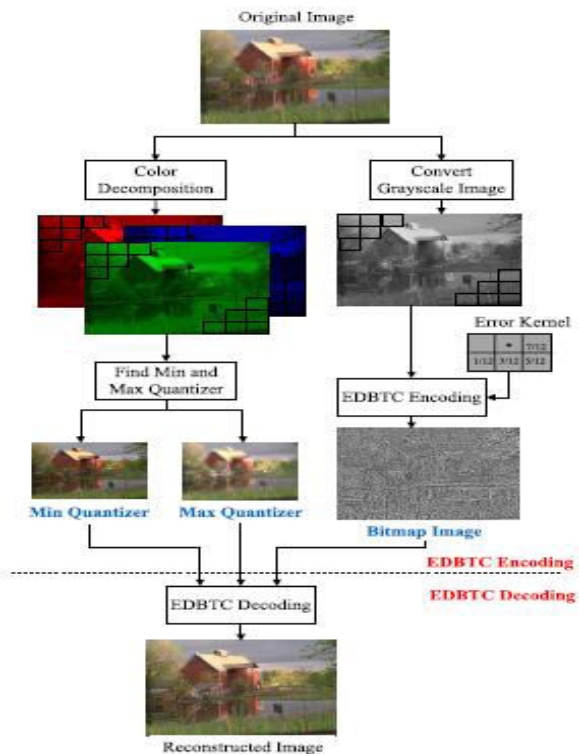 Original Image
Color
Decomposition
Convert
Grayscale Image
Error Kernel
* 7/12
1/12 3/12 5/12
Find Min and
Max Quantizer
EDBTC Encoding
Min Quantizer
Max Quantizer
Bitmap Image
EDBTC Encoding
EDBTC Decoding
EDBTC Decoding
Reconstructed Image